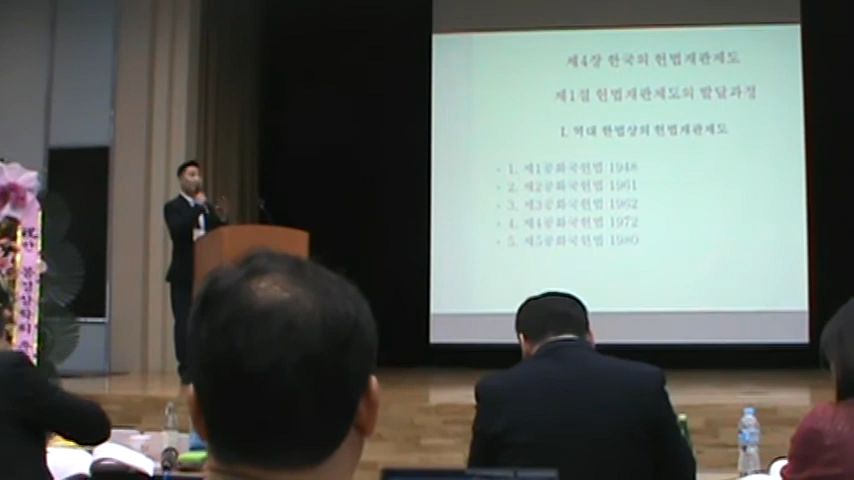 제4장 한국의 헌법재판제도
제1절 헌법재판제도의 발달과정
I. 역대 헌법상의 헌법재판제도
1. 제1공화국헌법 1948
2. 제2공화국헌법 1961
3. 제3공화국헌법 1962
4. 제4공화국헌법 1972
5. 제5공화국헌법 1980